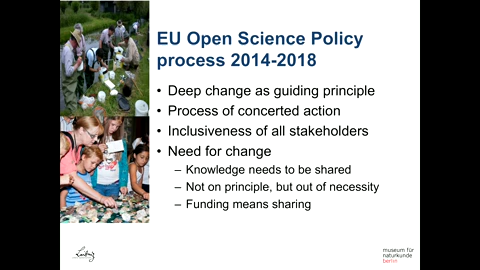 EU Open Science Policy
process 2014-2018
• Deep change as guiding principle
• Process of concerted action
• Inclusiveness of all stakeholders
• Need for change
– Knowledge needs to be shared
– Not on principle, but out of necessity
– Funding means sharing
museum für
naturkunde
berlin